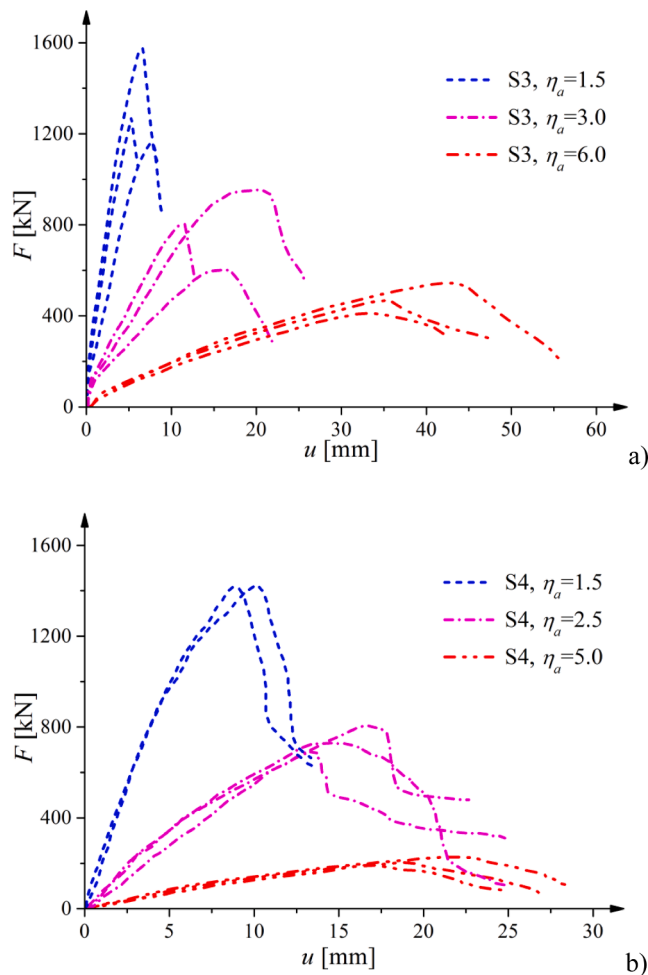 1600
1200
800
400
0
F [kN]
S3, ηa=1.5
S3, ηa=3.0
S3, ηa=6.0
0 10 20 30 40 50 60
u [mm]
a)
1600
1200
800
400
0
F [kN]
S4, ηa=1.5
S4, ηa=2.5
S4, ηa=5.0
0 5 10 15 20 25 30
u [mm]
b)